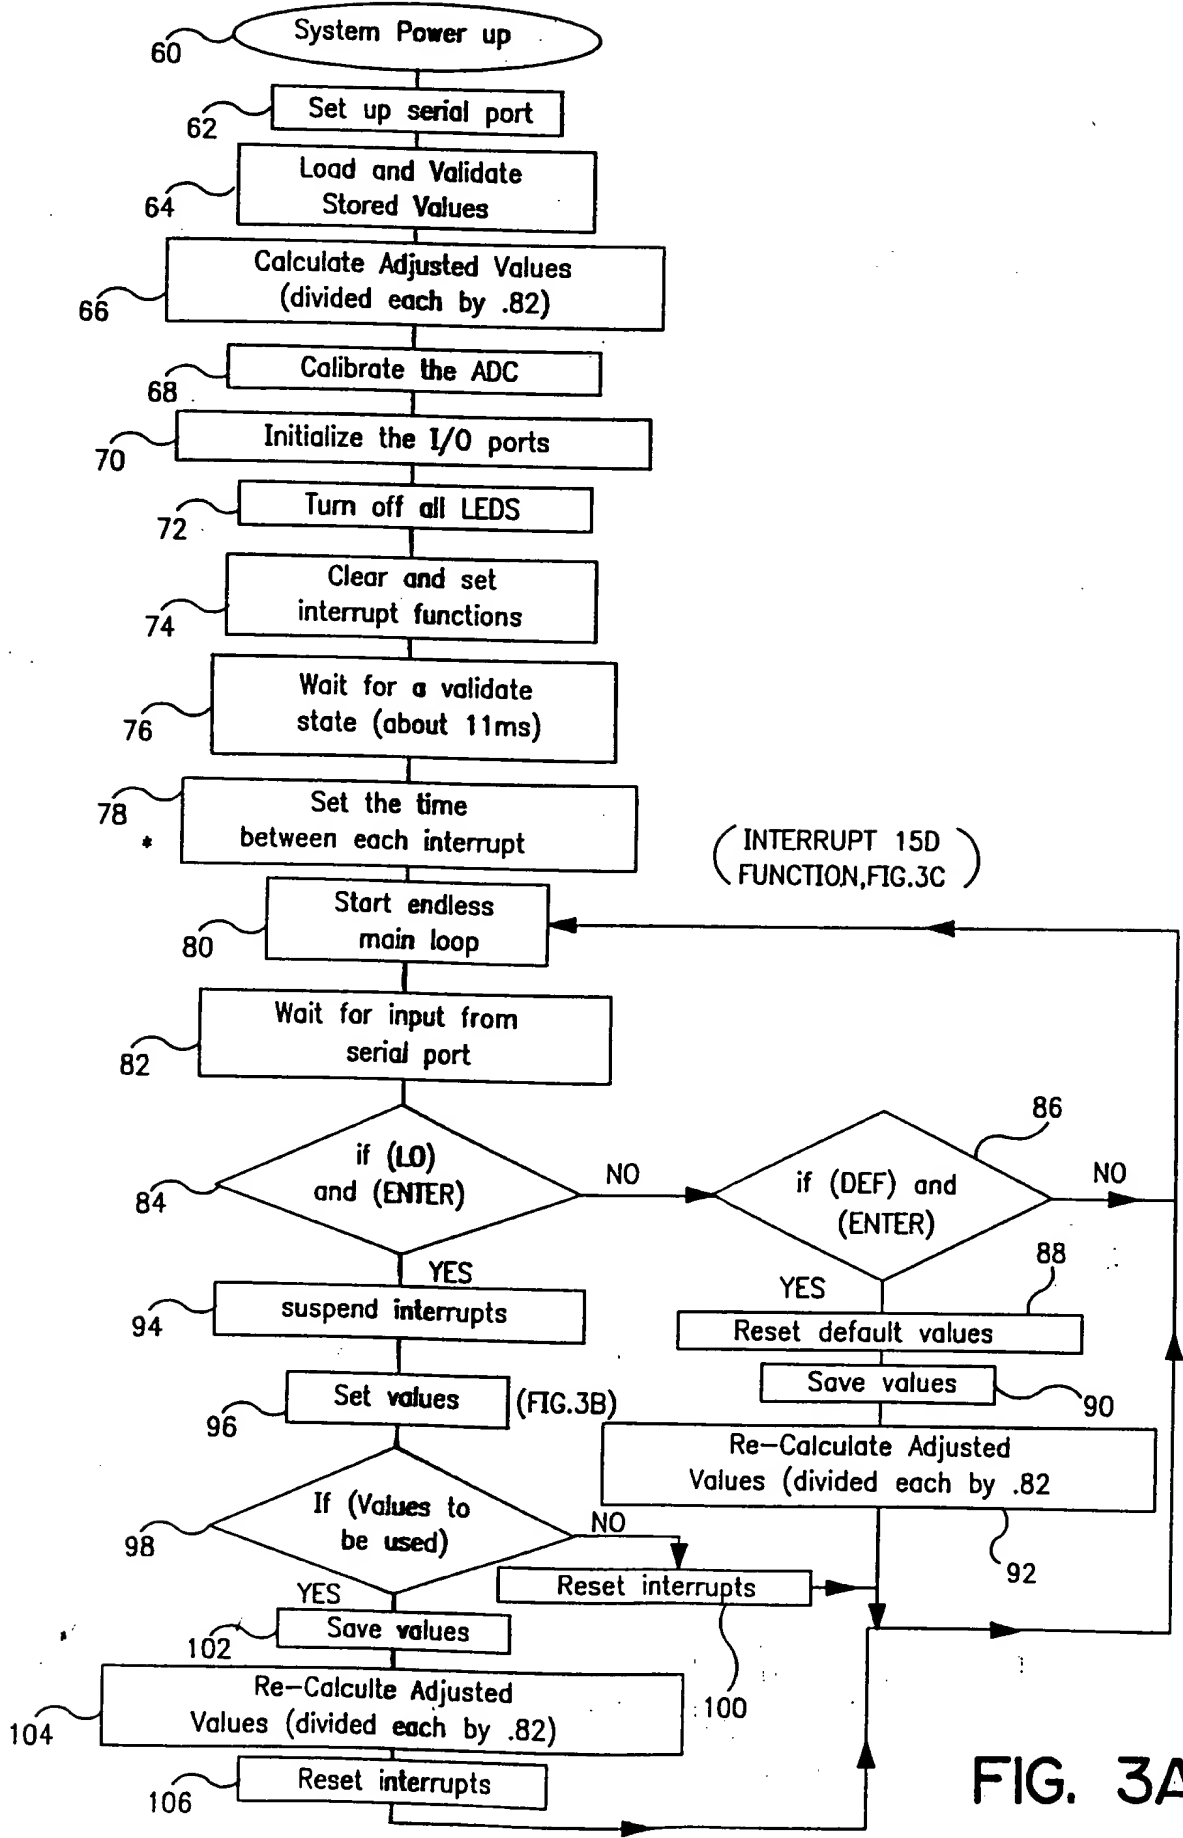 System Power up
60
Set up serial port
62
Load and Validate
Stored Values
64
Calculate Adjusted Values
(divided each by .82)
66
Calibrate the ADC
68
Initialize the I/O ports
70
Turn off all LEDS
72
Clear and set
interrupt functions
74
Wait for a validate
state (about 11ms)
76
Set the time
between each interrupt
78
*
(INTERRUPT 15D
FUNCTION,FIG.3C)
Start endless
main loop
80
Wait for input from
serial port
82
if (LO)
and (ENTER)
84
NO
86
if (DEF) and
(ENTER)
NO
YES
YES
88
suspend interrupts
94
Reset default values
Save values
90
Set values
(FIG.3B)
96
Re-Calculate Adjusted
Values (divided each by .82
92
If (Values to
be used)
98
NO
Reset interrupts
100
YES
Save values
102
Re-Calculte Adjusted
Values (divided each by .82)
104
Reset interrupts
106
FIG. 3A